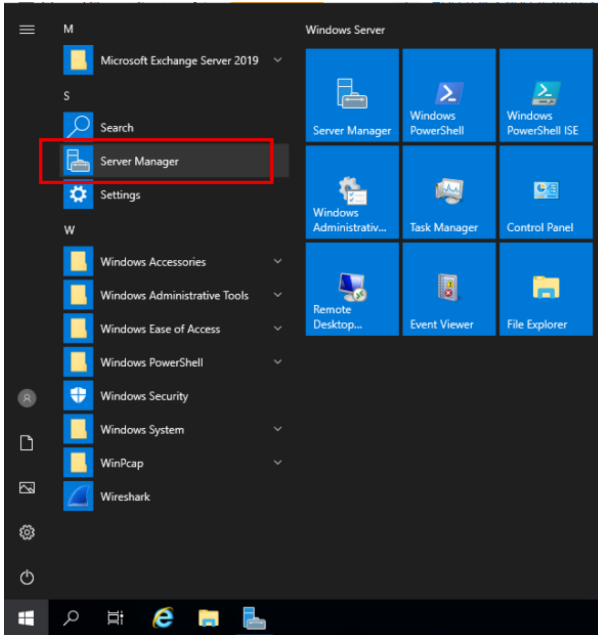 M
Microsoft Exchange Server 2019
S
Search
Server Manager
Settings
W
Windows Accessories
Windows Administrative Tools
Windows Ease of Access
Windows PowerShell
Windows Security
Windows System
WinPcap
Wireshark
Windows Server
Server Manager
Windows
PowerShell
Windows
PowerShell ISE
Windows
Administrativ...
Task Manager
Control Panel
Remote
Desktop...
Event Viewer
File Explorer